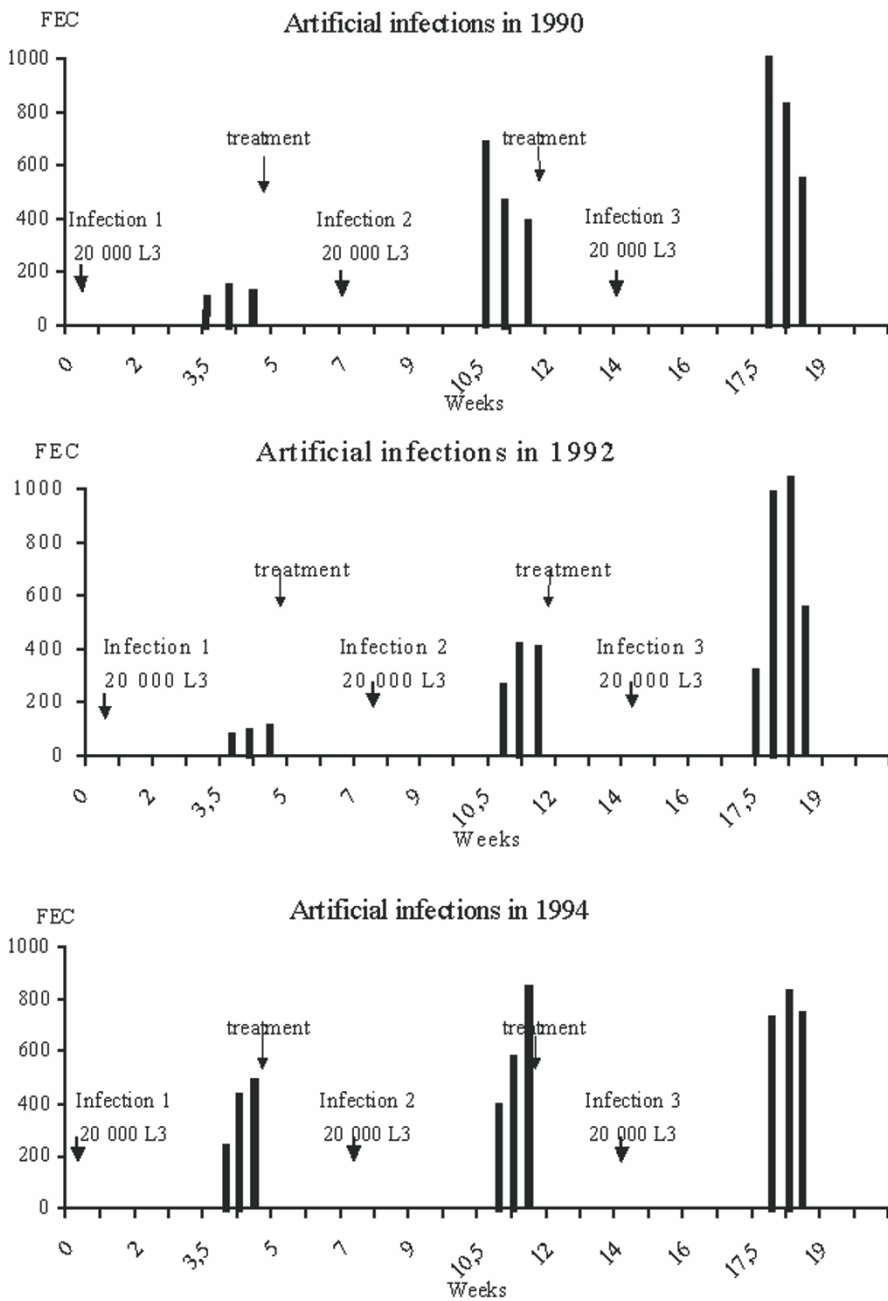 FEC
Artificial infections in 1990
1000
800
600
400
200
0
treatment
treatment
Infection 1
20 000 L3
Infection 2
20 000 L3
Infection 3
20 000 L3
0 2 3,5 5 7 9 10,5 12 14 16 17,5 19
Weeks
FEC
Artificial infections in 1992
1000
800
600
400
200
0
treatment
treatment
Infection 1
20 000 L3
Infection 2
20 000 L3
Infection 3
20 000 L3
0 2 3,5 5 7 9 10,5 12 14 16 17,5 19
Weeks
FEC
Artificial infections in 1994
1000
800
600
400
200
0
treatment
treatment
Infection 1
20 000 L3
Infection 2
20 000 L3
Infection 3
20 000 L3
0 2 3,5 5 7 9 10,5 12 14 16 17,5 19
Weeks